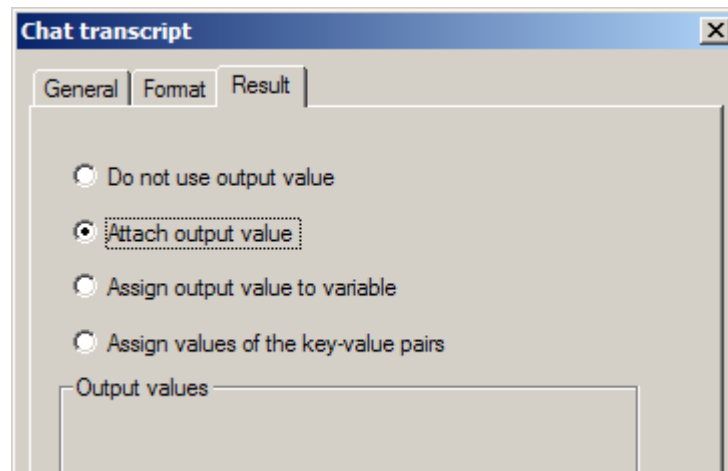 Chat transcript
General Format Result
Do not use output value
Attach output value
Assign output value to variable
Assign values of the key-value pairs
Output values